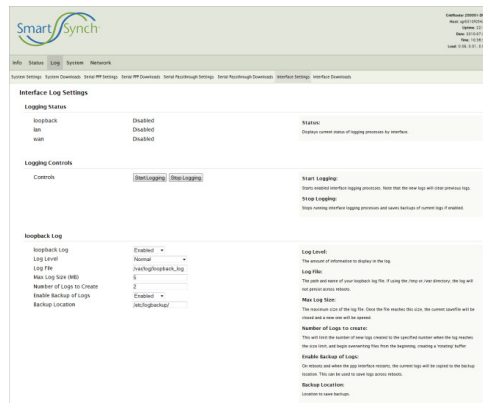 Smart Synch
Info Status Log System Network
System Settings System Downloads Serial PPP Settings Serial PPP Downloads Serial Passthrough Settings Serial Passthrough Downloads Interface Settings Interface Downloads
Interface Log Settings
Logging Status
loopback Disabled
lan Disabled
wan Disabled
Status:
Displays current status of logging processes by interface.
Logging Controls
Controls Start Logging Stop Logging
Start Logging:
Starts enabled interface logging processes. Note that the new logs will clear previous logs.
Stop Logging:
Stops running interface logging processes and saves backups of current logs if enabled.
loopback Log
loopback Log Enabled
Log Level Normal
Log File /var/log/loopback_log
Max Log Size (MB) 5
Number of Logs to Create 2
Enable Backup of Logs Enabled
Backup Location /etc/logbackup/
Log Level:
The amount of information to display in the log.
Log File:
The path and name of your loopback log file. If using the /tmp or /var directory, the log will
not persist across reboots.
Max Log Size:
The maximum size of the log file. Once the file reaches this size, the current savefile will be
closed and a new one will be opened.
Number of Logs to create:
This will limit the number of new logs created to the specified number when the log reaches
the size limit, and begin overwriting files from the beginning, creating a 'rotating' buffer.
Enable Backup of Logs:
On reboots and when the ppp interface restarts, the current logs will be copied to the backup
location. This can be used to save logs across reboots.
Backup Location:
Location to save backups.